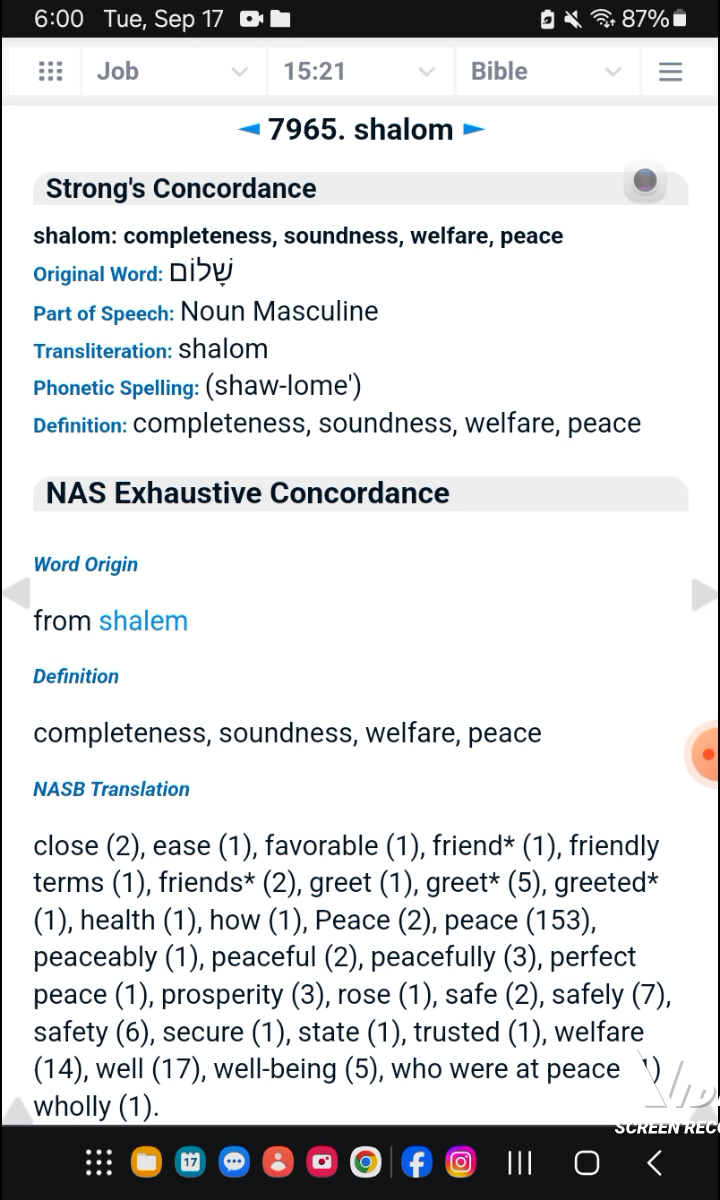 6:00 Tue, Sep 17 87%
Job 15:21 Bible
◄ 7965. shalom ►
Strong's Concordance
shalom: completeness, soundness, welfare, peace
Original Word: שָׁלוֹם
Part of Speech: Noun Masculine
Transliteration: shalom
Phonetic Spelling: (shaw-lome')
Definition: completeness, soundness, welfare, peace
NAS Exhaustive Concordance
Word Origin
from shalem
Definition
completeness, soundness, welfare, peace
NASB Translation
close (2), ease (1), favorable (1), friend* (1), friendly
terms (1), friends* (2), greet (1), greet* (5), greeted*
(1), health (1), how (1), Peace (2), peace (153),
peaceably (1), peaceful (2), peacefully (3), perfect
peace (1), prosperity (3), rose (1), safe (2), safely (7),
safety (6), secure (1), state (1), trusted (1), welfare
(14), well (17), well-being (5), who were at peace
wholly (1).
SCREEN
17